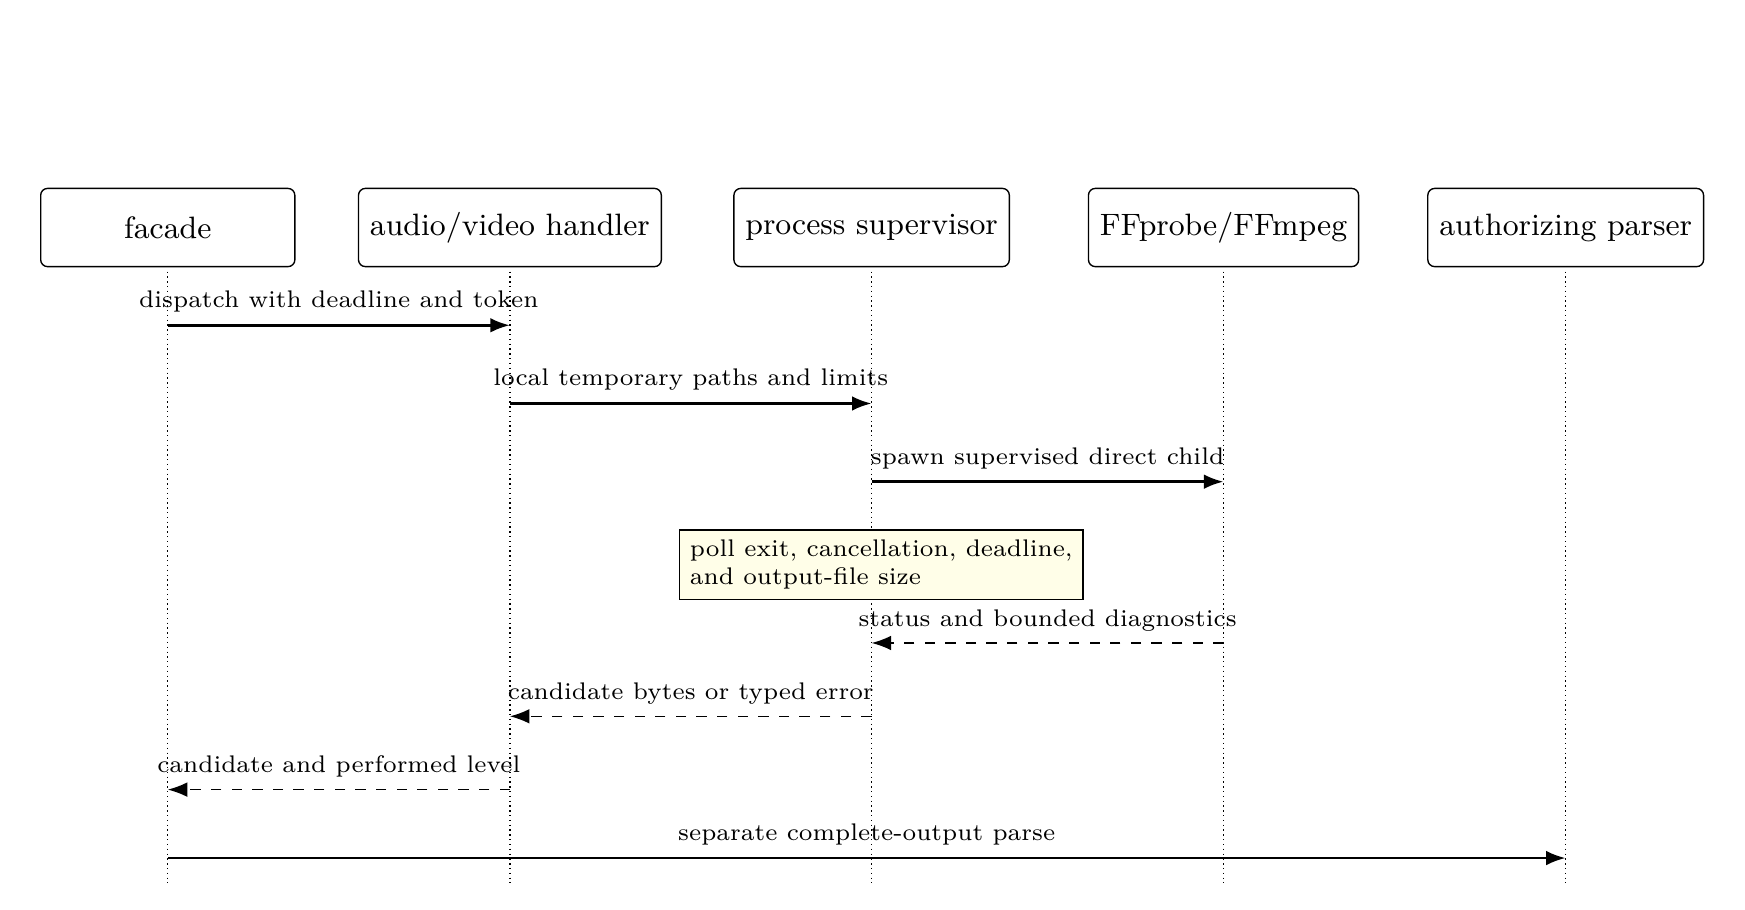 facade
audio/video handler
process supervisor
FFprobe/FFmpeg
authorizing parser
dispatch with deadline and token
local temporary paths and limits
spawn supervised direct child
poll exit, cancellation, deadline,
and output-file size
status and bounded diagnostics
candidate bytes or typed error
candidate and performed level
separate complete-output parse